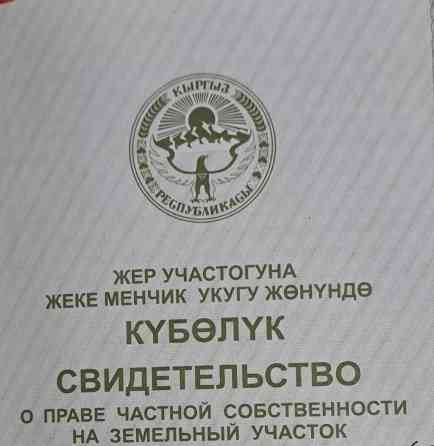 КЫРГЫЗ
РЕСПУБЛИКАСЫ
ЖЕР УЧАСТОГУНА
ЖЕКЕ МЕНЧИК УКУГУ ЖӨНҮНДӨ
КҮБӨЛҮК
СВИДЕТЕЛЬСТВО
О ПРАВЕ ЧАСТНОЙ СОБСТВЕННОСТИ
НА ЗЕМЕЛЬНЫЙ УЧАСТОК